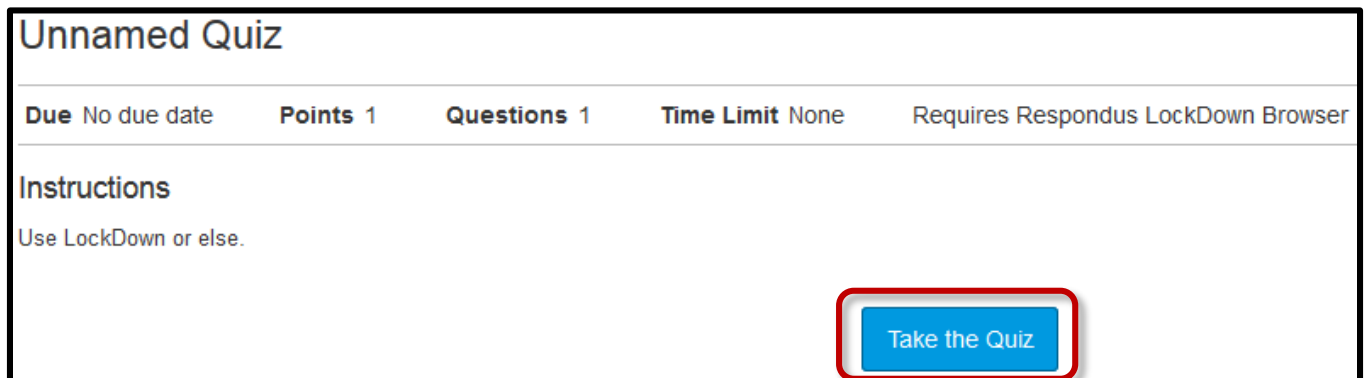 Unnamed Quiz
Due No due date Points 1 Questions 1 Time Limit None Requires Respondus LockDown Browser
Instructions
Use LockDown or else.
Take the Quiz